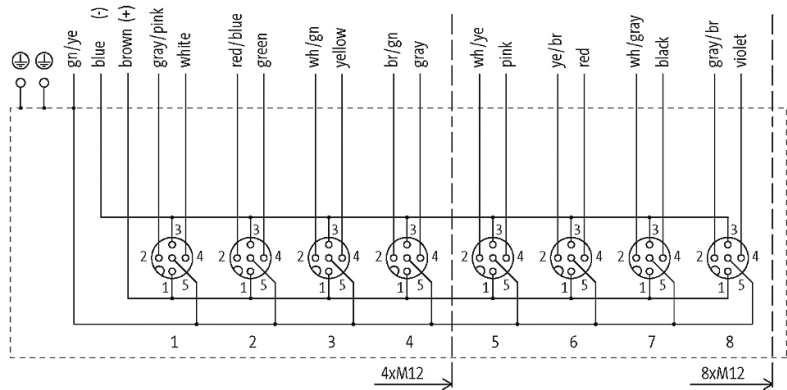 gn/ye
blue (-)
brown (+)
gray/pink
white
red/blue
green
wh/gn
yellow
br/gn
gray
wh/ye
pink
ye/br
red
wh/gray
black
gray/br
violet
3 3 3 3 3 3 3 3
2 4 2 4 2 4 2 4 2 4 2 4 2 4 2 4
1 5 1 5 1 5 1 5 1 5 1 5 1 5 1 5
1 2 3 4 5 6 7 8
4xM12 8xM12